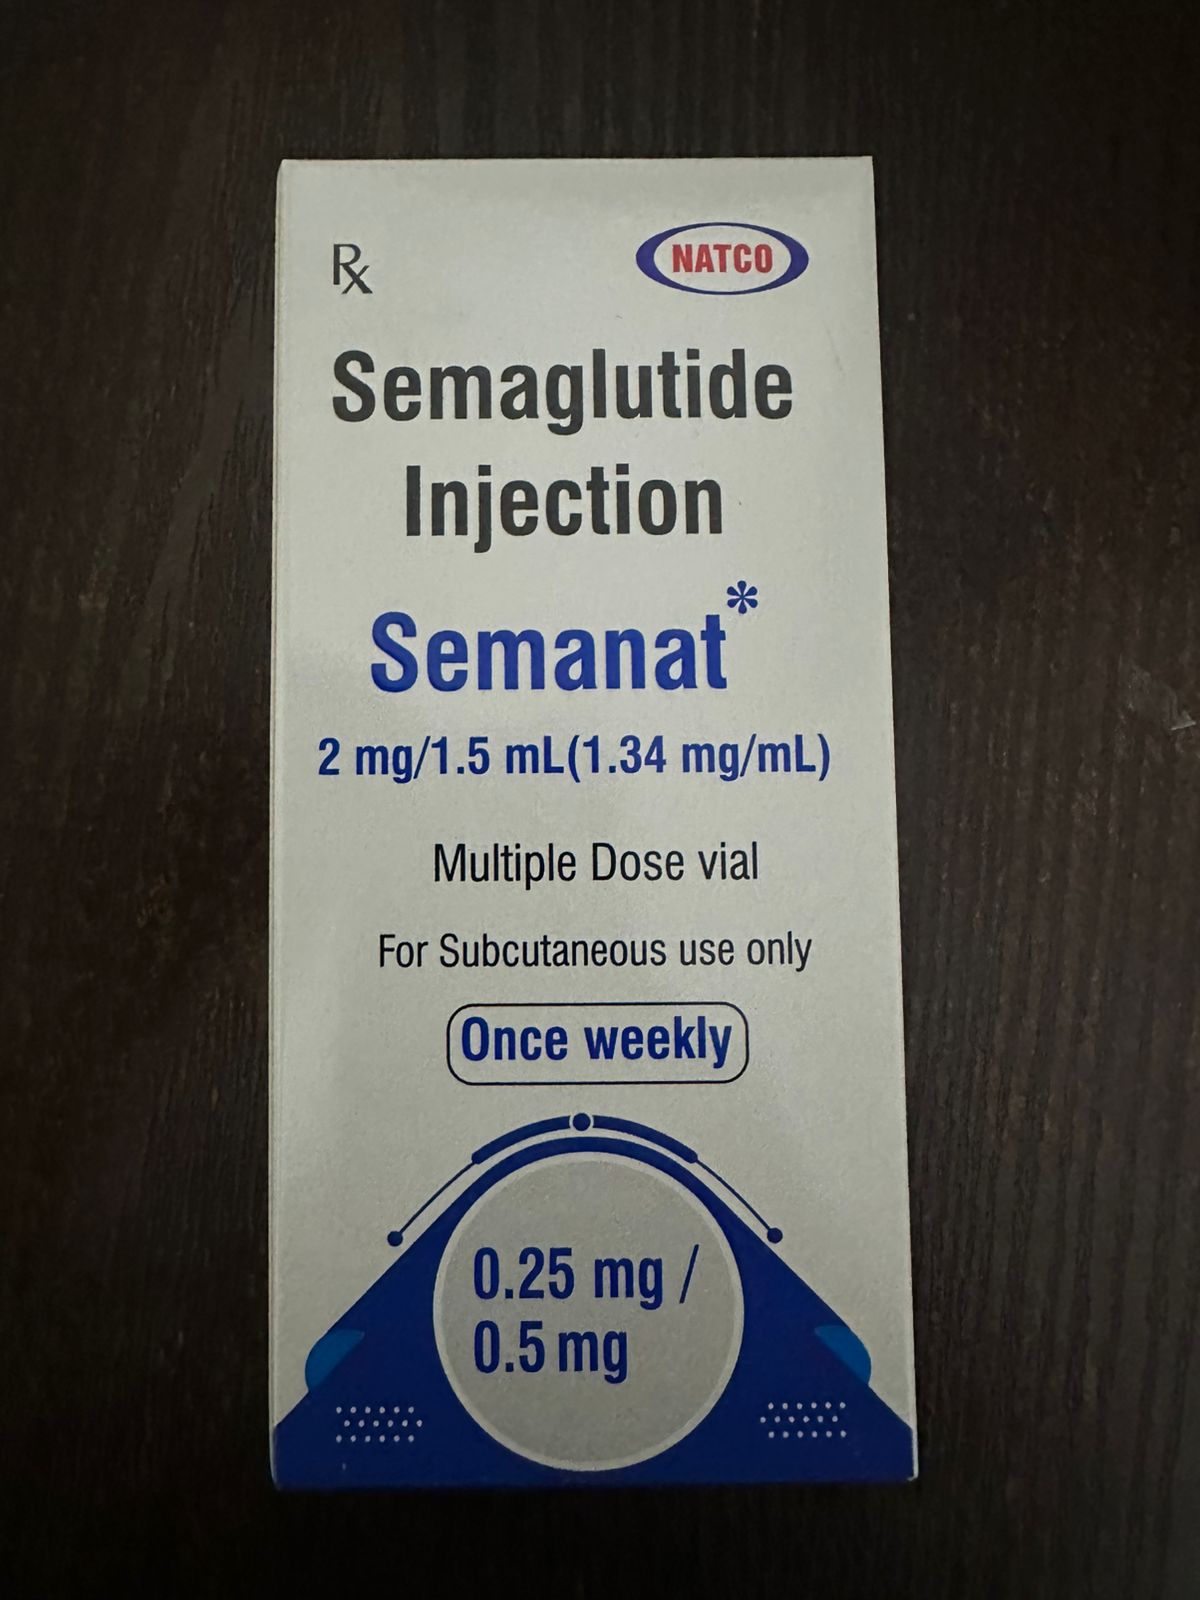 Rx
NATCO
Semaglutide
Injection
Semanat*
2 mg/1.5 mL(1.34 mg/mL)
Multiple Dose vial
For Subcutaneous use only
Once weekly
0.25 mg /
0.5 mg